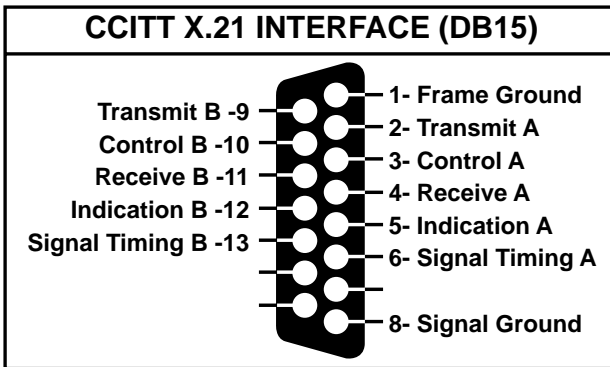 CCITT X.21 INTERFACE (DB15)
Transmit B -9
Control B -10
Receive B -11
Indication B -12
Signal Timing B -13
1- Frame Ground
2- Transmit A
3- Control A
4- Receive A
5- Indication A
6- Signal Timing A
8- Signal Ground